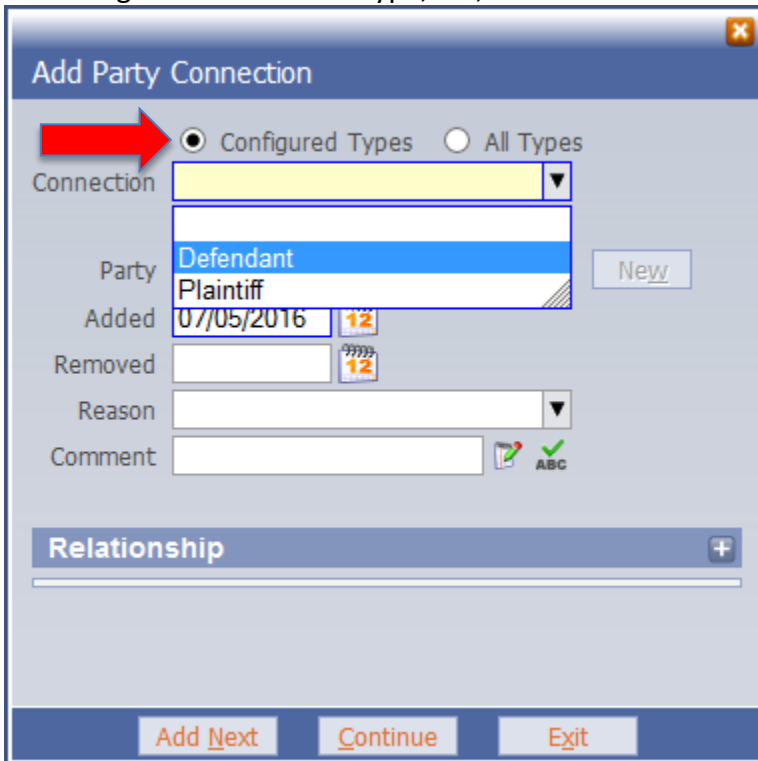 Add Party Connection
Configured Types All Types
Connection
Defendant
Party New
Plaintiff
Added 07/05/2016 12
Removed 12
Reason
Comment ABC
Relationship
Add Next Continue Exit